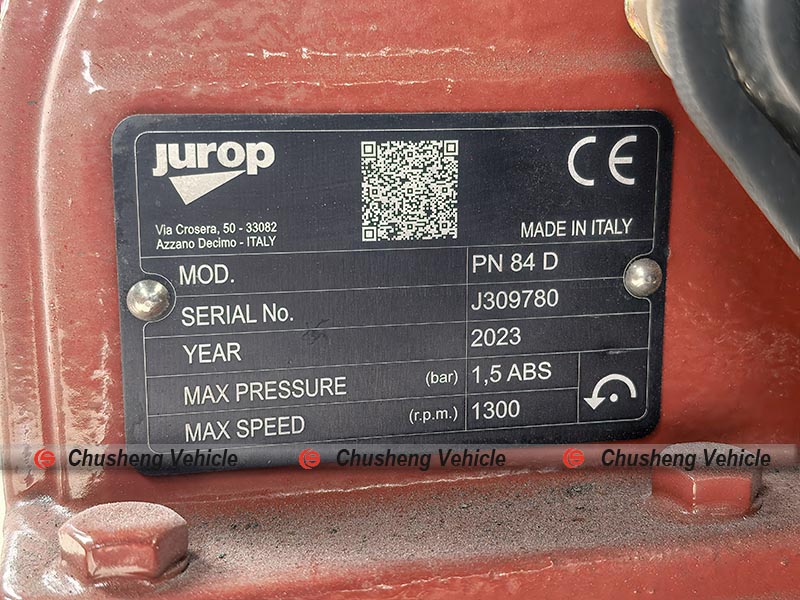 jurop
CE
Via Crosera, 50 - 33082
Azzano Decimo - ITALY
MADE IN ITALY
MOD. PN 84 D
SERIAL No. J309780
YEAR 2023
MAX PRESSURE (bar) 1,5 ABS
MAX SPEED (r.p.m.) 1300
Chusheng Vehicle Chusheng Vehicle Chusheng Vehicle